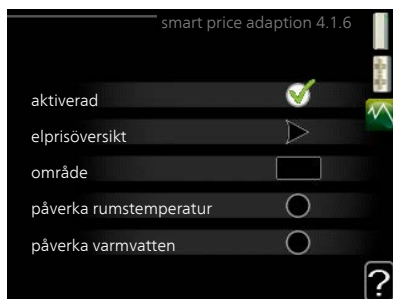 smart price adaption 4.1.6
aktiverad
elprisöversikt
område
påverka rumstemperatur
påverka varmvatten
?